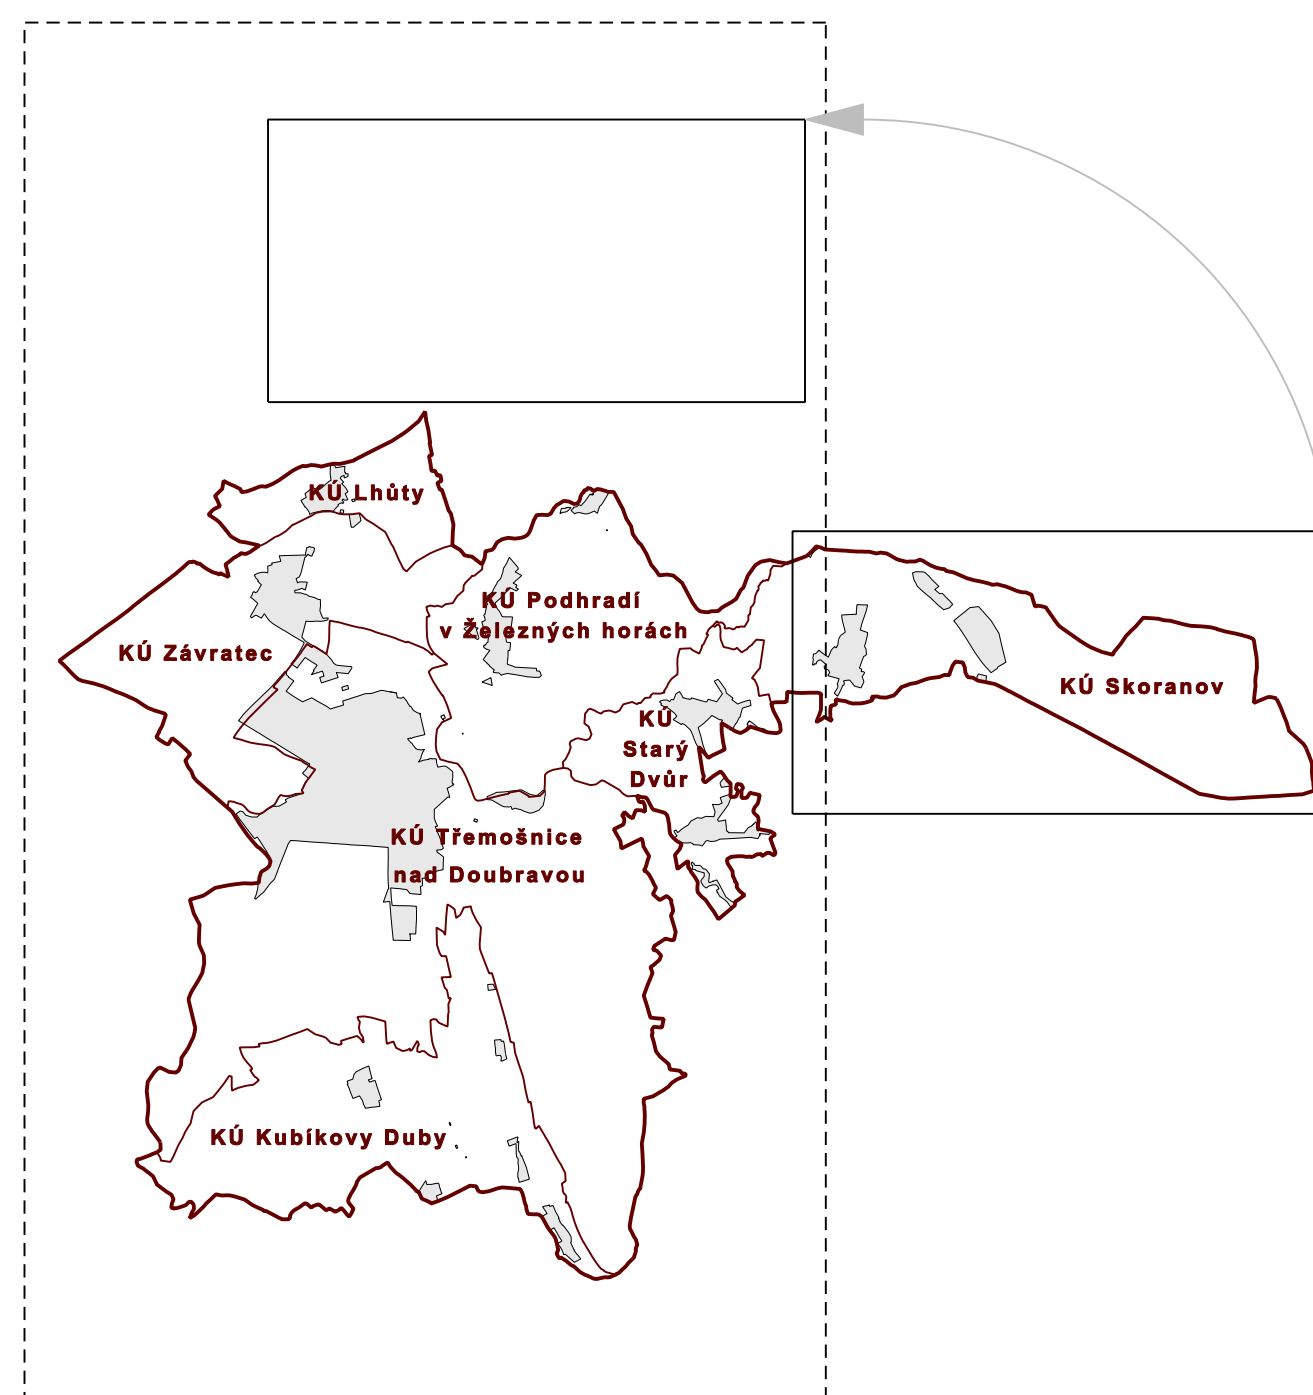 KÚ Lhůty
KÚ Podhradí
v Železných horách
KÚ Závratec
KÚ Skoranov
KÚ
Starý
Dvůr
KÚ Třemošnice
nad Doubravou
KÚ Kubíkovy Duby